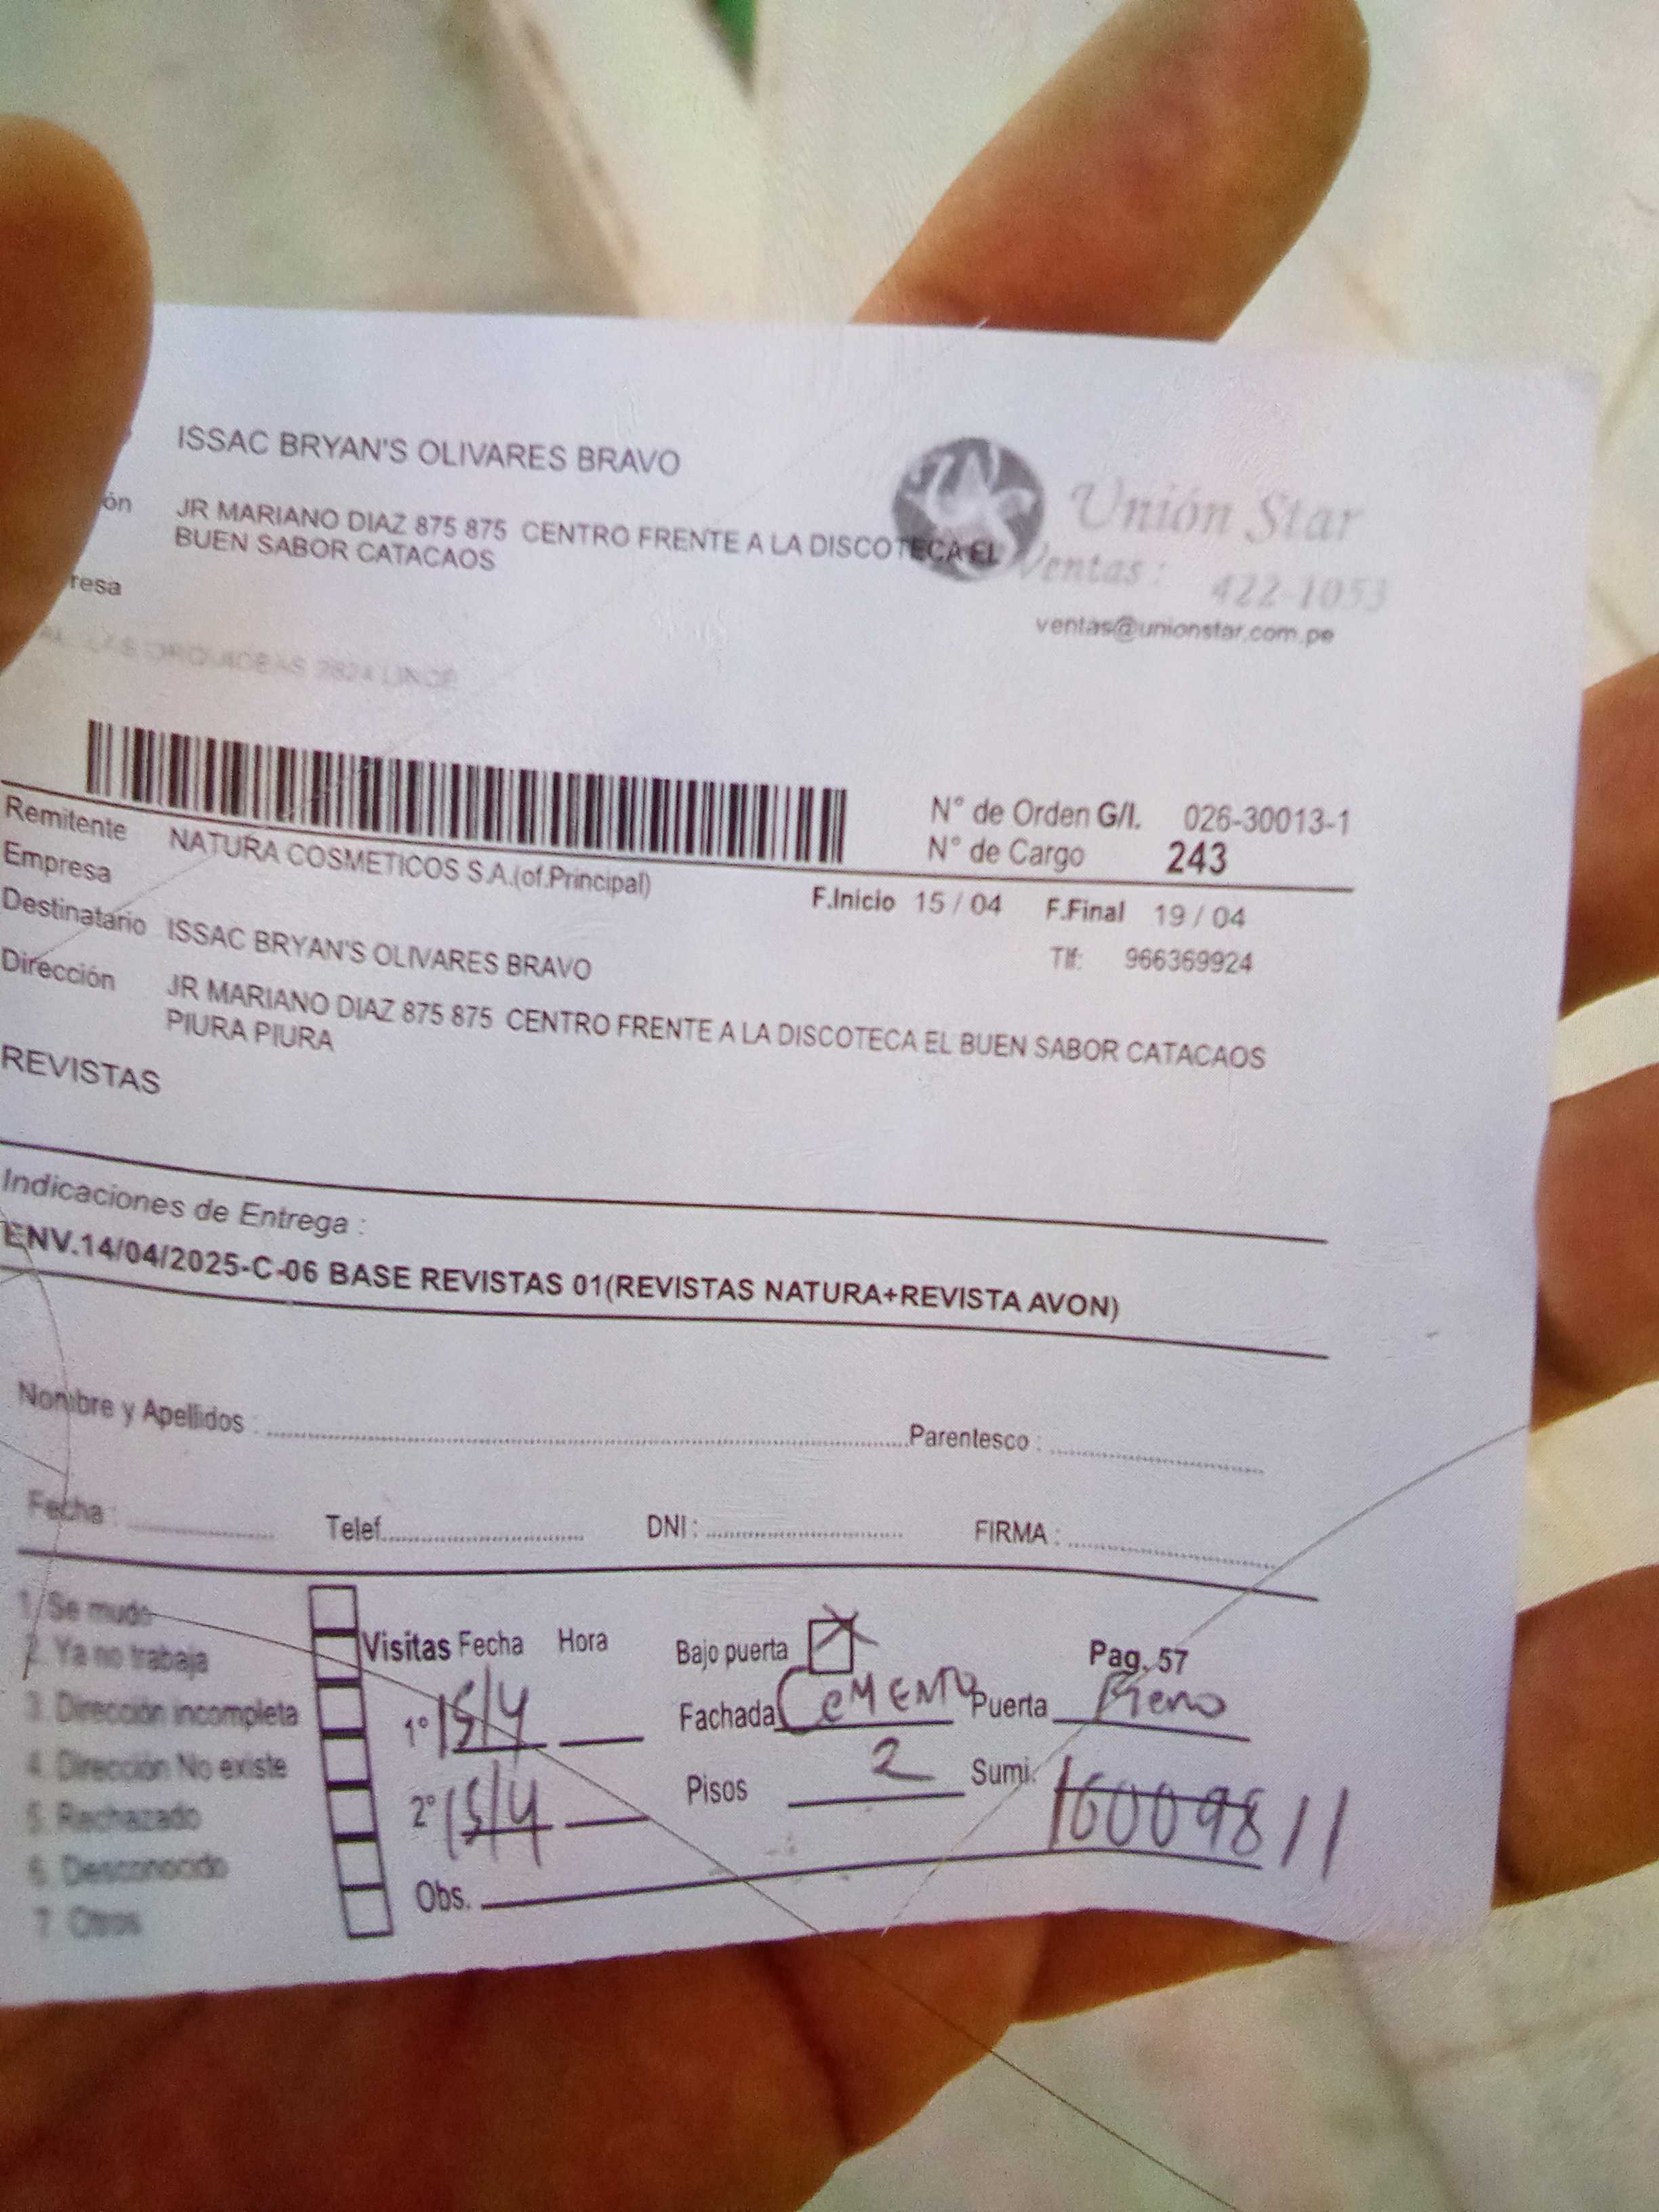 ISSAC BRYAN'S OLIVARES BRAVO
ón JR MARIANO DIAZ 875 875 CENTRO FRENTE A LA DISCOTECA EL
BUEN SABOR CATACAOS
resa
Unión Star
Ventas : 422-1053
ventas@unionstar.com.pe
N° de Orden G/I. 026-30013-1
N° de Cargo 243
Remitente NATURA COSMETICOS S.A.(of.Principal)
Empresa
F.Inicio 15 / 04 F.Final 19 / 04
Destinatario ISSAC BRYAN'S OLIVARES BRAVO
Tlf: 966369924
Dirección JR MARIANO DIAZ 875 875 CENTRO FRENTE A LA DISCOTECA EL BUEN SABOR CATACAOS
PIURA PIURA
REVISTAS
Indicaciones de Entrega :
ENV.14/04/2025-C-06 BASE REVISTAS 01(REVISTAS NATURA+REVISTA AVON)
Nombre y Apellidos : Parentesco :
Fecha : Telef. DNI : FIRMA :
1. Se mudo
2. Ya no trabaja
3. Dirección incompleta
4. Dirección No existe
5. Rechazado
6. Desconocido
7. Otros
Visitas Fecha Hora
1° 15/4
2° 15/4
Obs.
Bajo puerta X
Pag. 57
Fachada CEMENTO Puerta
Pisos 2 Sumi. 16009811